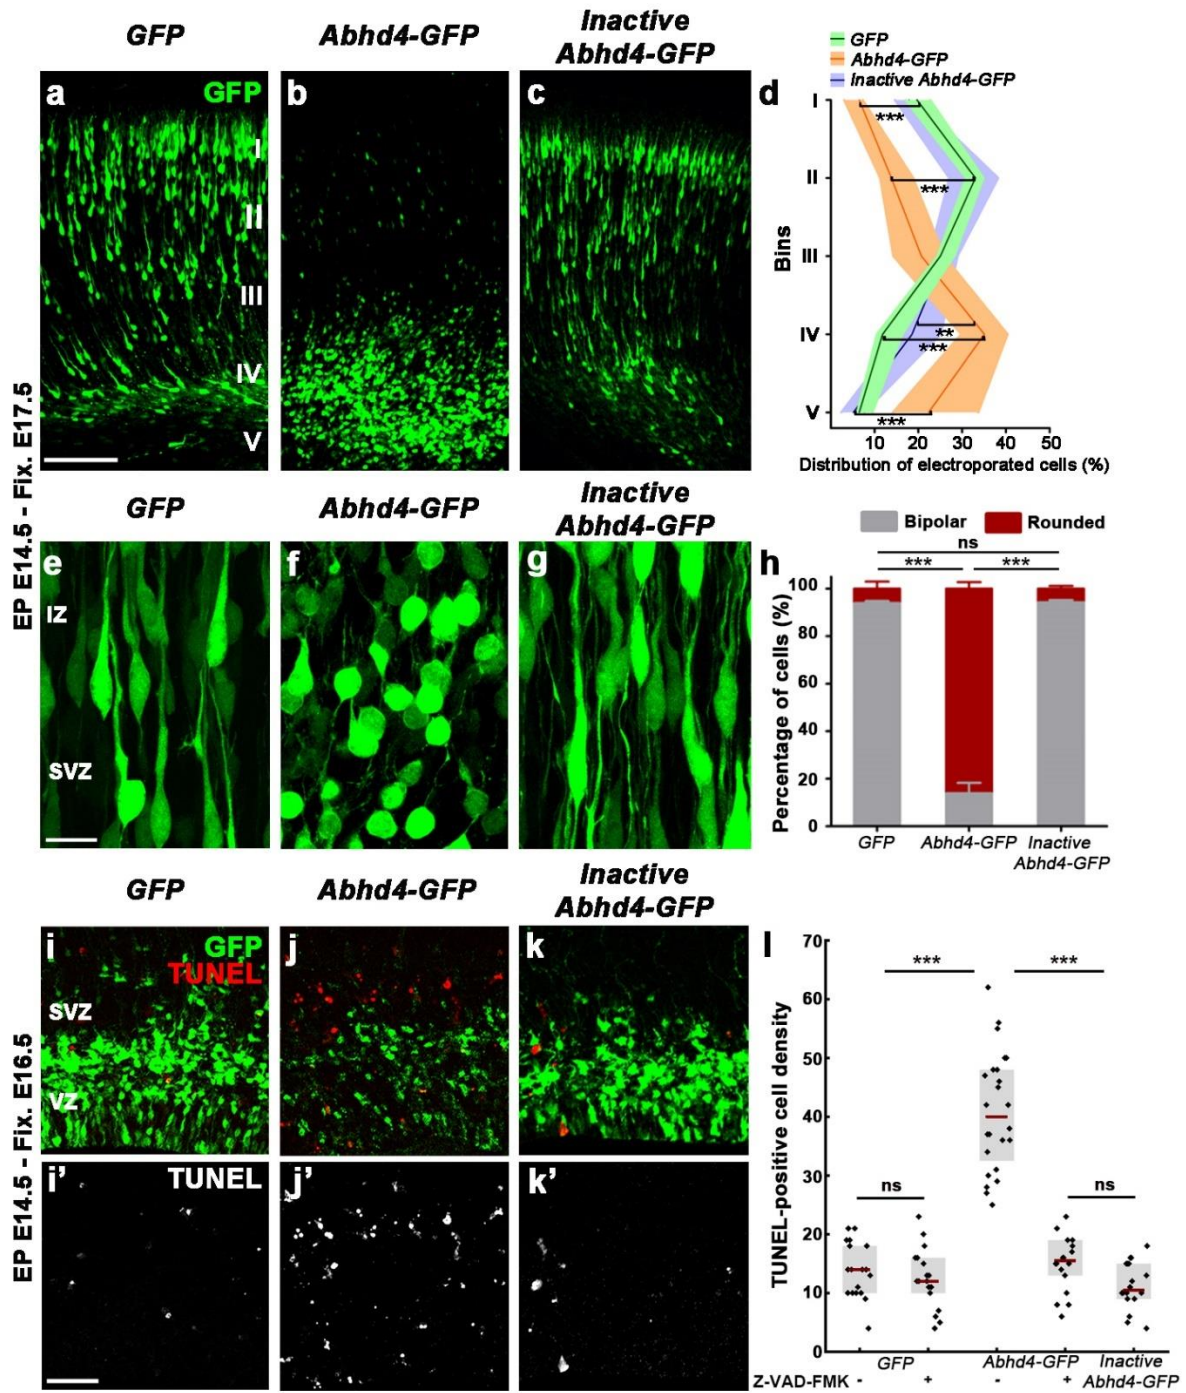 GFP
Abhd4-GFP
Inactive
Abhd4-GFP
EP E14.5 - Fix. E17.5
a
GFP
I
II
III
IV
V
b
c
d
GFP
Abhd4-GFP
Inactive Abhd4-GFP
Bins
I
***
II
***
III
IV
**
***
V
***
10 20 30 40 50
Distribution of electroporated cells (%)
GFP
Abhd4-GFP
Inactive
Abhd4-GFP
e
IZ
SVZ
f
g
h
Bipolar
Rounded
ns
*** ***
Percentage of cells (%)
100
80
60
40
20
0
GFP Abhd4-GFP Inactive
Abhd4-GFP
GFP
Abhd4-GFP
Inactive
Abhd4-GFP
EP E14.5 - Fix. E16.5
i
GFP
TUNEL
SVZ
VZ
j
k
i'
TUNEL
j'
k'
l
TUNEL-positive cell density
70
60
50
40
30
20
10
0
*** ***
ns
ns
GFP Abhd4-GFP Inactive
Abhd4-GFP
Z-VAD-FMK - + - +